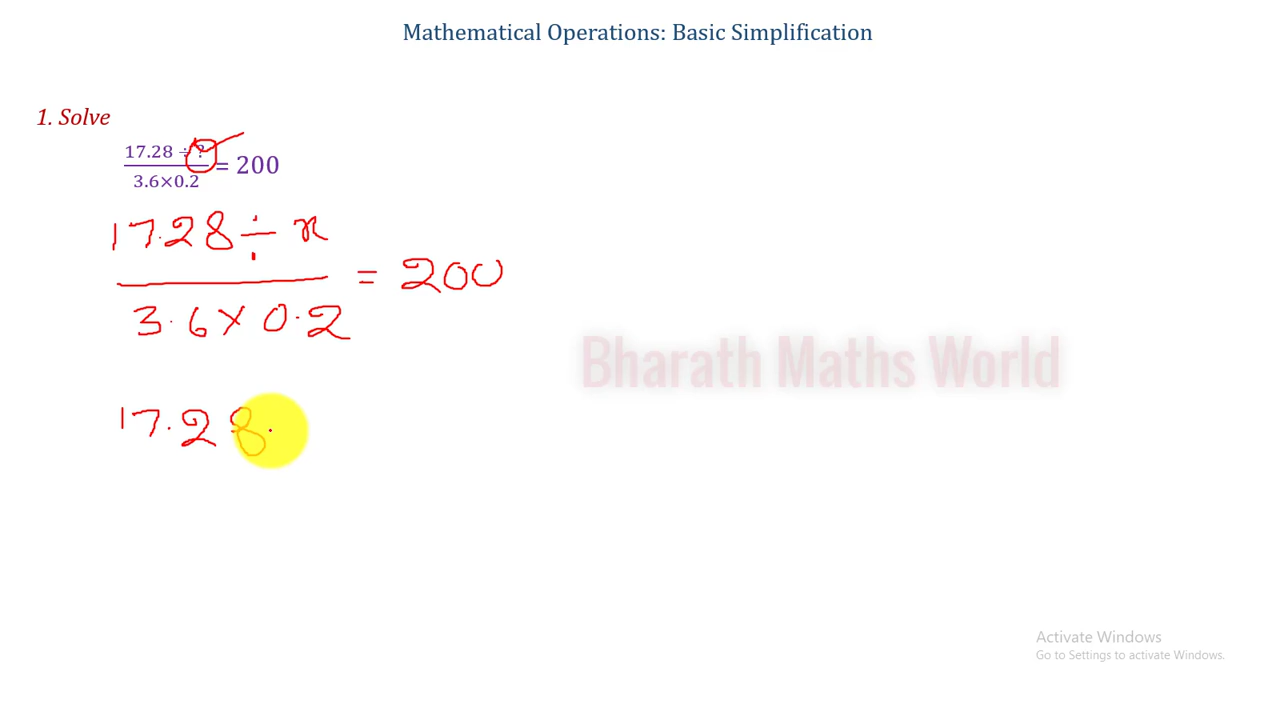 Mathematical Operations: Basic Simplification
1. Solve
17.28 ÷ ?
3.6×0.2
= 200
17.28 ÷ x
3.6 × 0.2
= 200
Bharath Maths World
17.28
Activate Windows
Go to Settings to activate Windows.